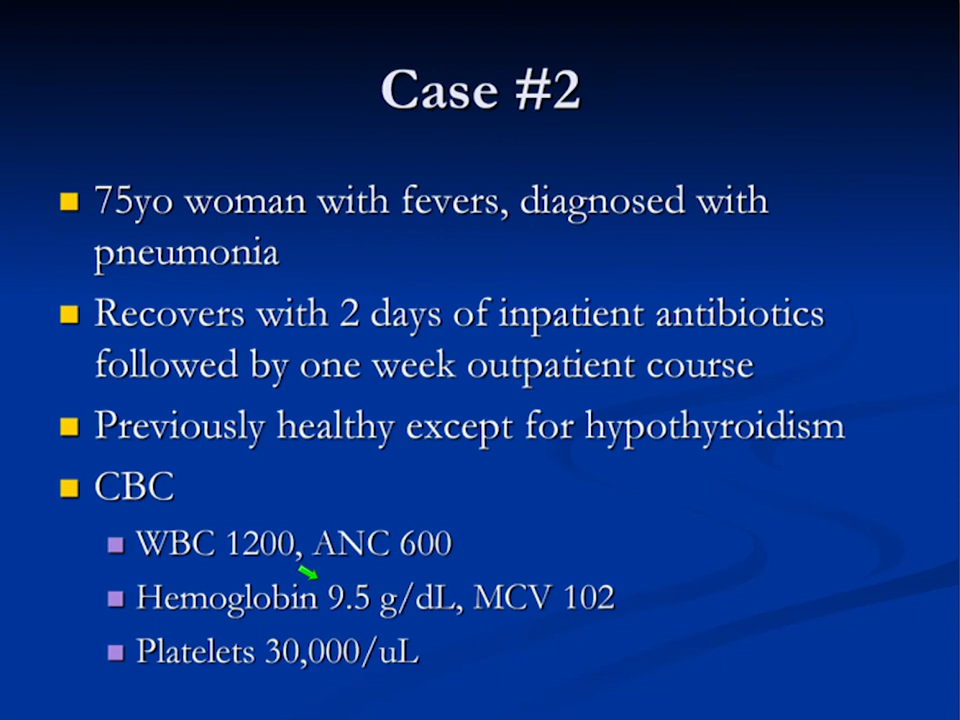 Case #2
75yo woman with fevers, diagnosed with
pneumonia
Recovers with 2 days of inpatient antibiotics
followed by one week outpatient course
Previously healthy except for hypothyroidism
CBC
WBC 1200, ANC 600
Hemoglobin 9.5 g/dL, MCV 102
Platelets 30,000/uL